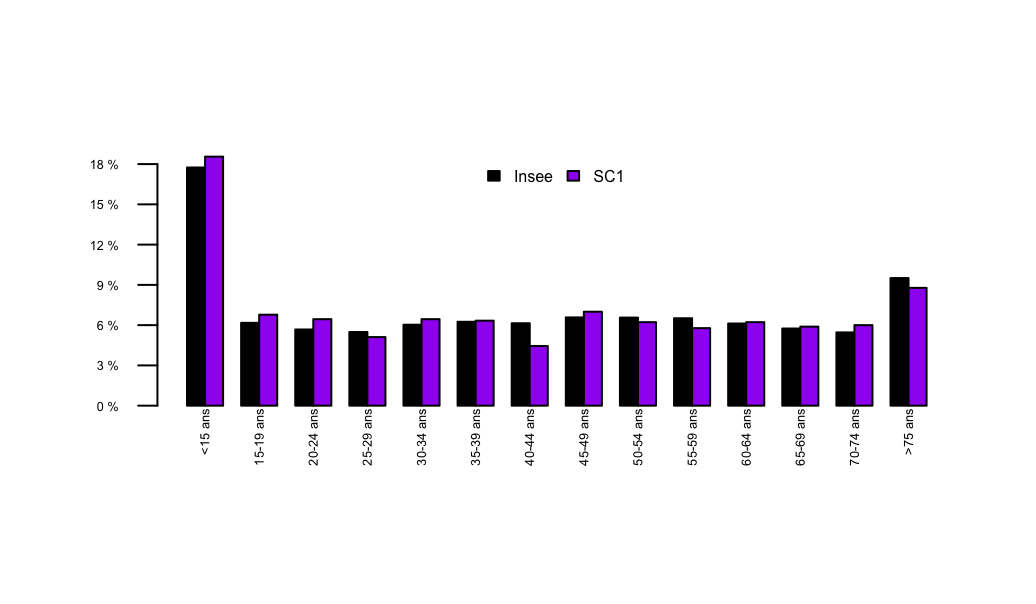 18 %
15 %
12 %
9 %
6 %
3 %
0 %
Insee SC1
<15 ans
15-19 ans
20-24 ans
25-29 ans
30-34 ans
35-39 ans
40-44 ans
45-49 ans
50-54 ans
55-59 ans
60-64 ans
65-69 ans
70-74 ans
>75 ans